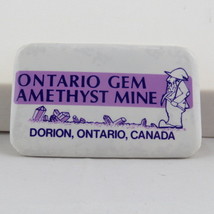 ONTARIO GEM
AMETHYST MINE
DORION, ONTARIO, CANADA